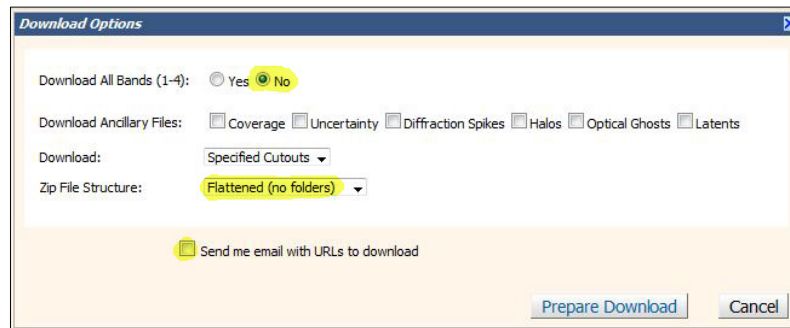 Download Options
Download All Bands (1-4): Yes No
Download Ancillary Files: Coverage Uncertainty Diffraction Spikes Halos Optical Ghosts Latents
Download: Specified Cutouts
Zip File Structure: Flattened (no folders)
Send me email with URLs to download
Prepare Download Cancel